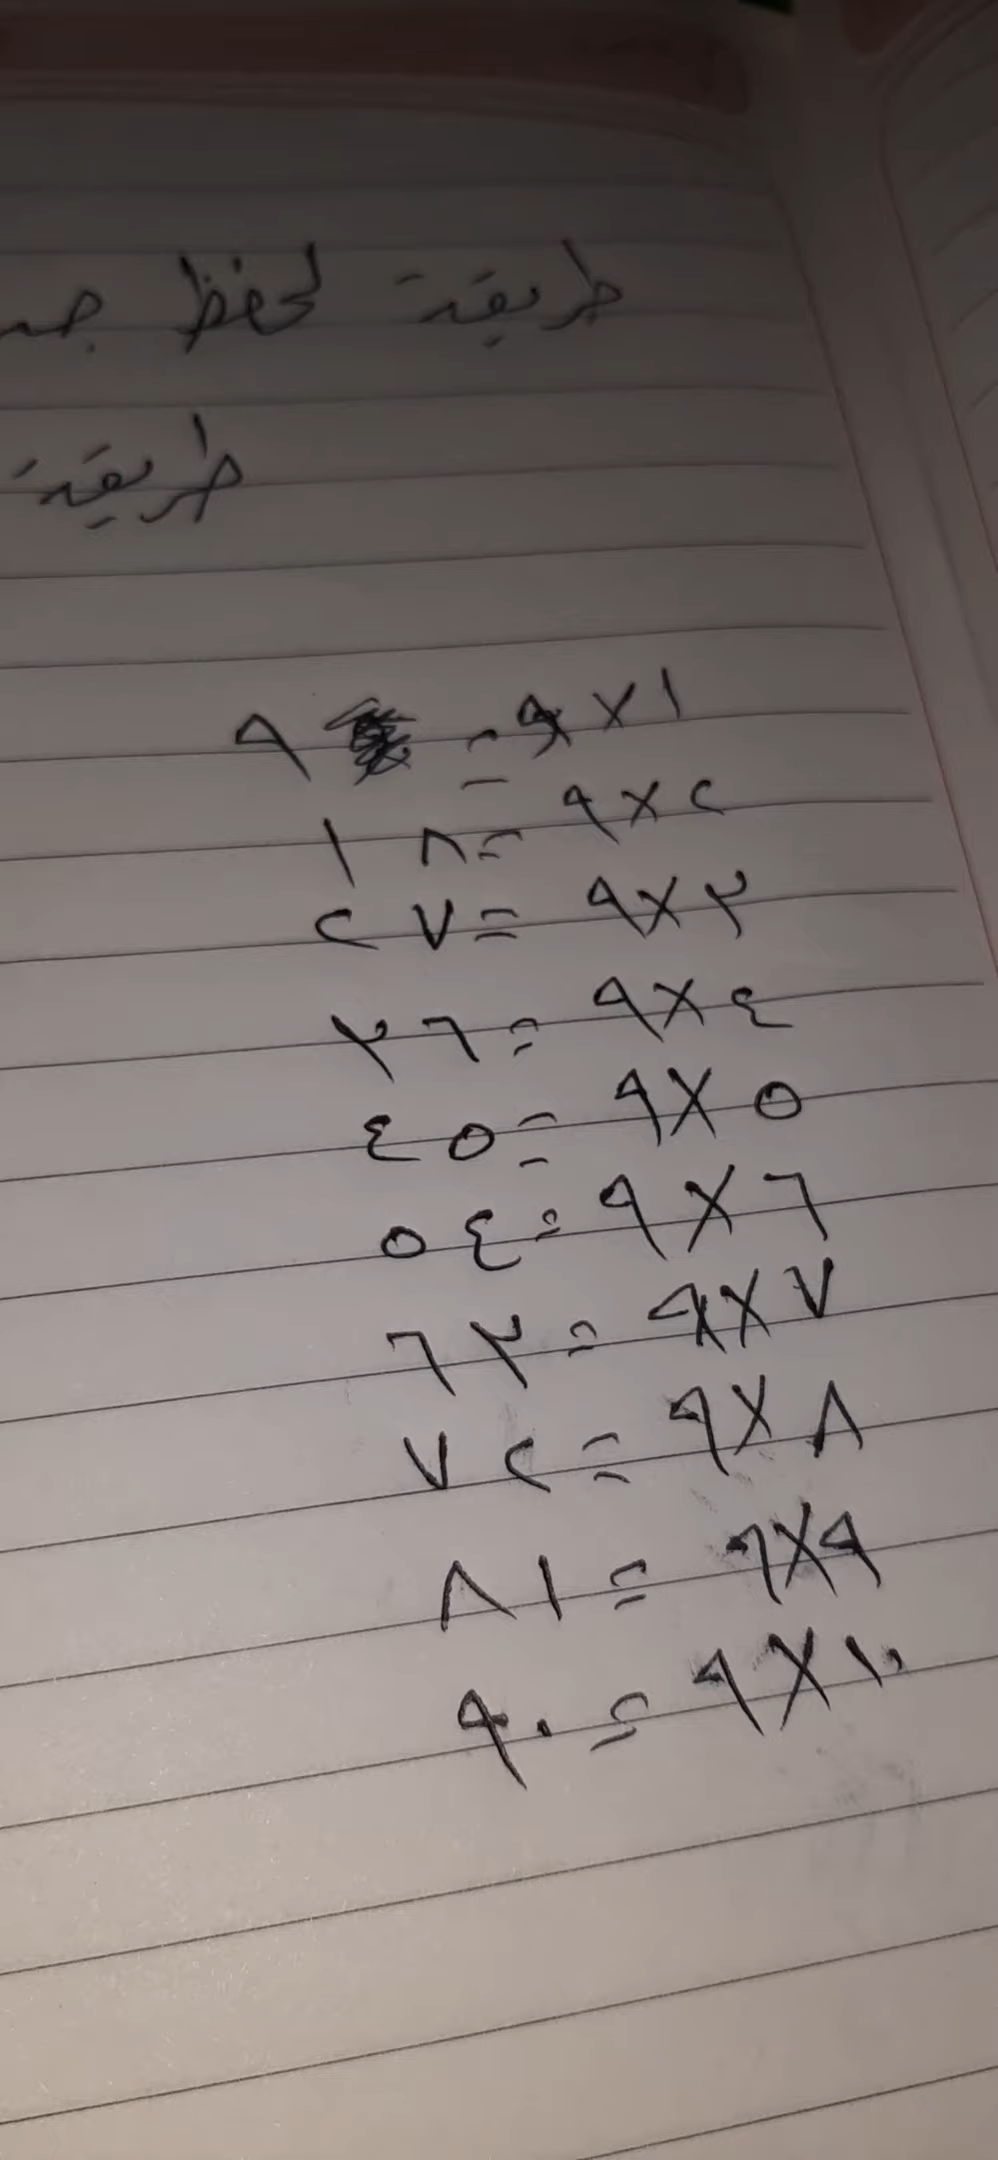 طريقة لحفظ جد
طريقة
١ × ٩ = ٩
٢ × ٩ = ١٨
٣ × ٩ = ٢٧
٤ × ٩ = ٣٦
٥ × ٩ = ٤٥
٦ × ٩ = ٥٤
٧ × ٩ = ٦٣
٨ × ٩ = ٧٢
٩ × ٩ = ٨١
١٠ × ٩ = ٩٠